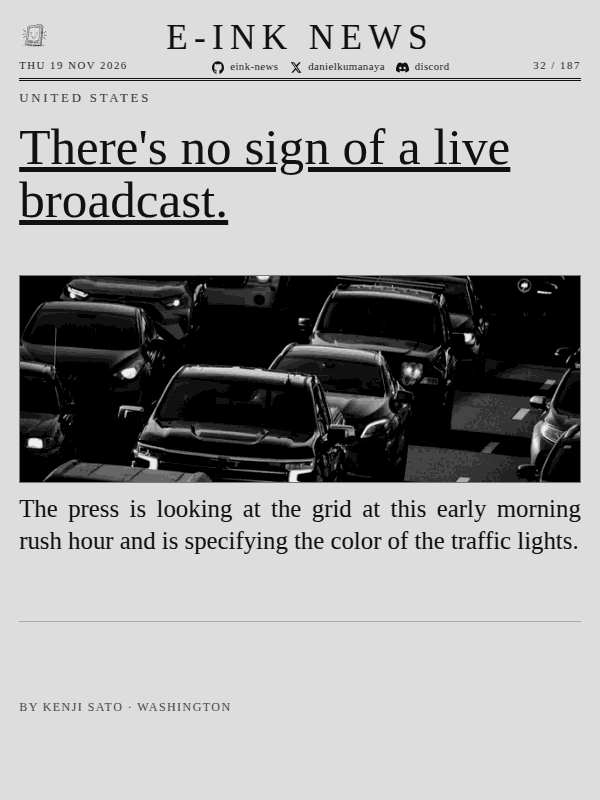 E-INK NEWS
THU 19 NOV 2026
eink-news danielkumanaya discord
32 / 187
UNITED STATES
There's no sign of a live
broadcast.
The press is looking at the grid at this early morning
rush hour and is specifying the color of the traffic lights.
BY KENJI SATO · WASHINGTON